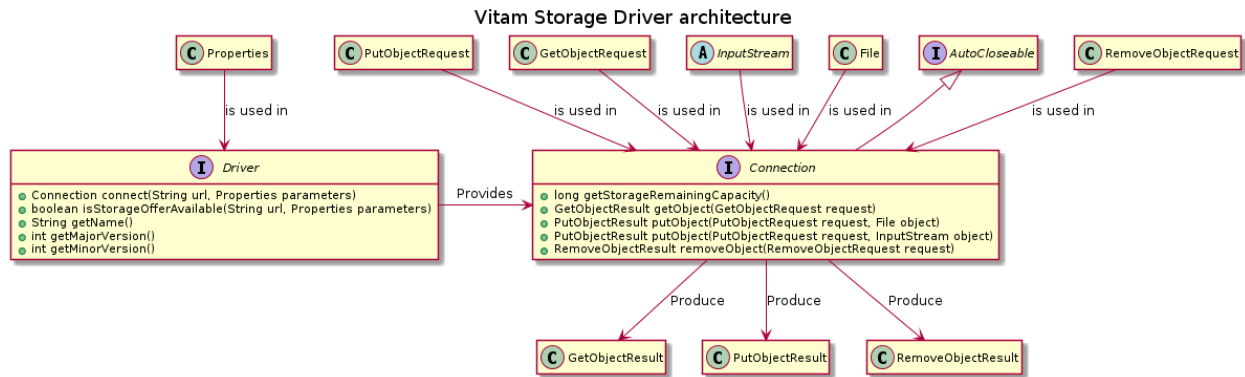 Vitam Storage Driver architecture
C Properties
C PutObjectRequest
C GetObjectRequest
A InputStream
C File
I AutoCloseable
C RemoveObjectRequest
is used in
is used in
is used in
is used in
is used in
is used in
I Driver
Connection connect(String url, Properties parameters)
boolean isStorageOfferAvailable(String url, Properties parameters)
String getName()
int getMajorVersion()
int getMinorVersion()
Provides
I Connection
long getStorageRemainingCapacity()
GetObjectResult getObject(GetObjectRequest request)
PutObjectResult putObject(PutObjectRequest request, File object)
PutObjectResult putObject(PutObjectRequest request, InputStream object)
RemoveObjectResult removeObject(RemoveObjectRequest request)
Produce
Produce
Produce
C GetObjectResult
C PutObjectResult
C RemoveObjectResult